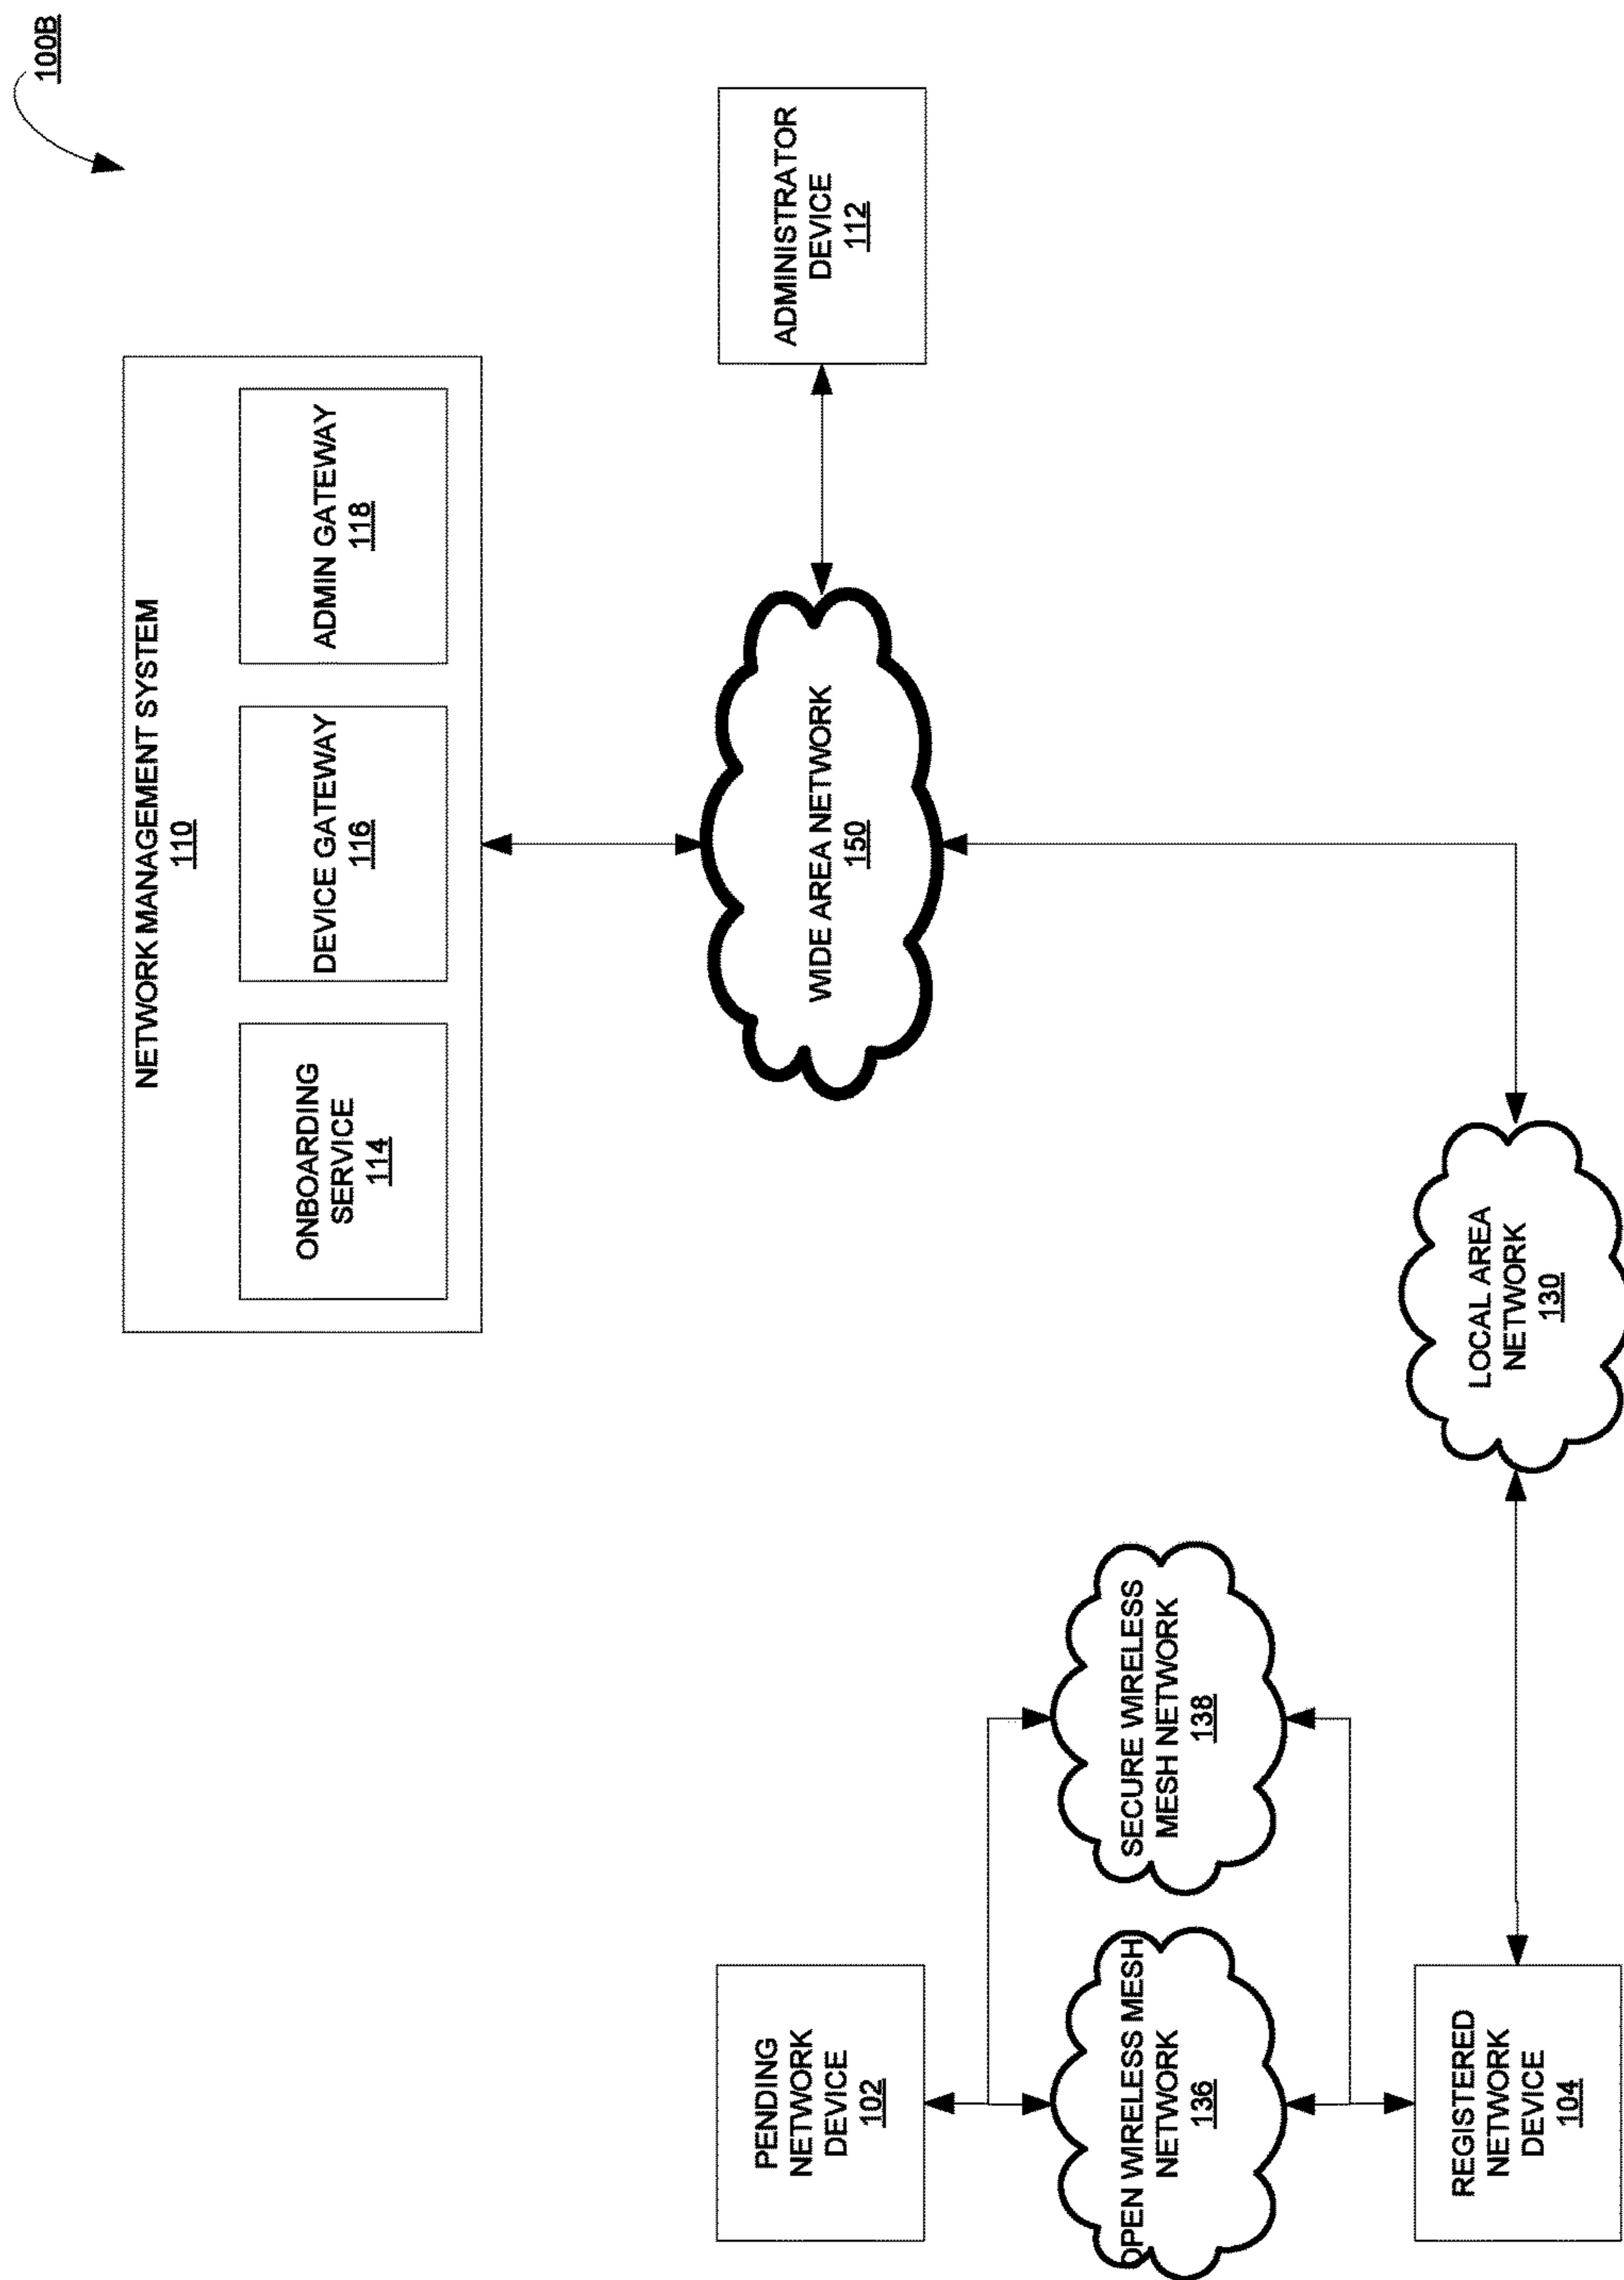 100B
NETWORK MANAGEMENT SYSTEM
110
ONBOARDING
SERVICE
114
DEVICE GATEWAY
116
ADMIN GATEWAY
118
PENDING
NETWORK
DEVICE
102
WIDE AREA NETWORK
150
ADMINISTRATOR
DEVICE
112
OPEN WIRELESS MESH
NETWORK
136
SECURE WIRELESS
MESH NETWORK
138
REGISTERED
NETWORK
DEVICE
104
LOCAL AREA
NETWORK
130